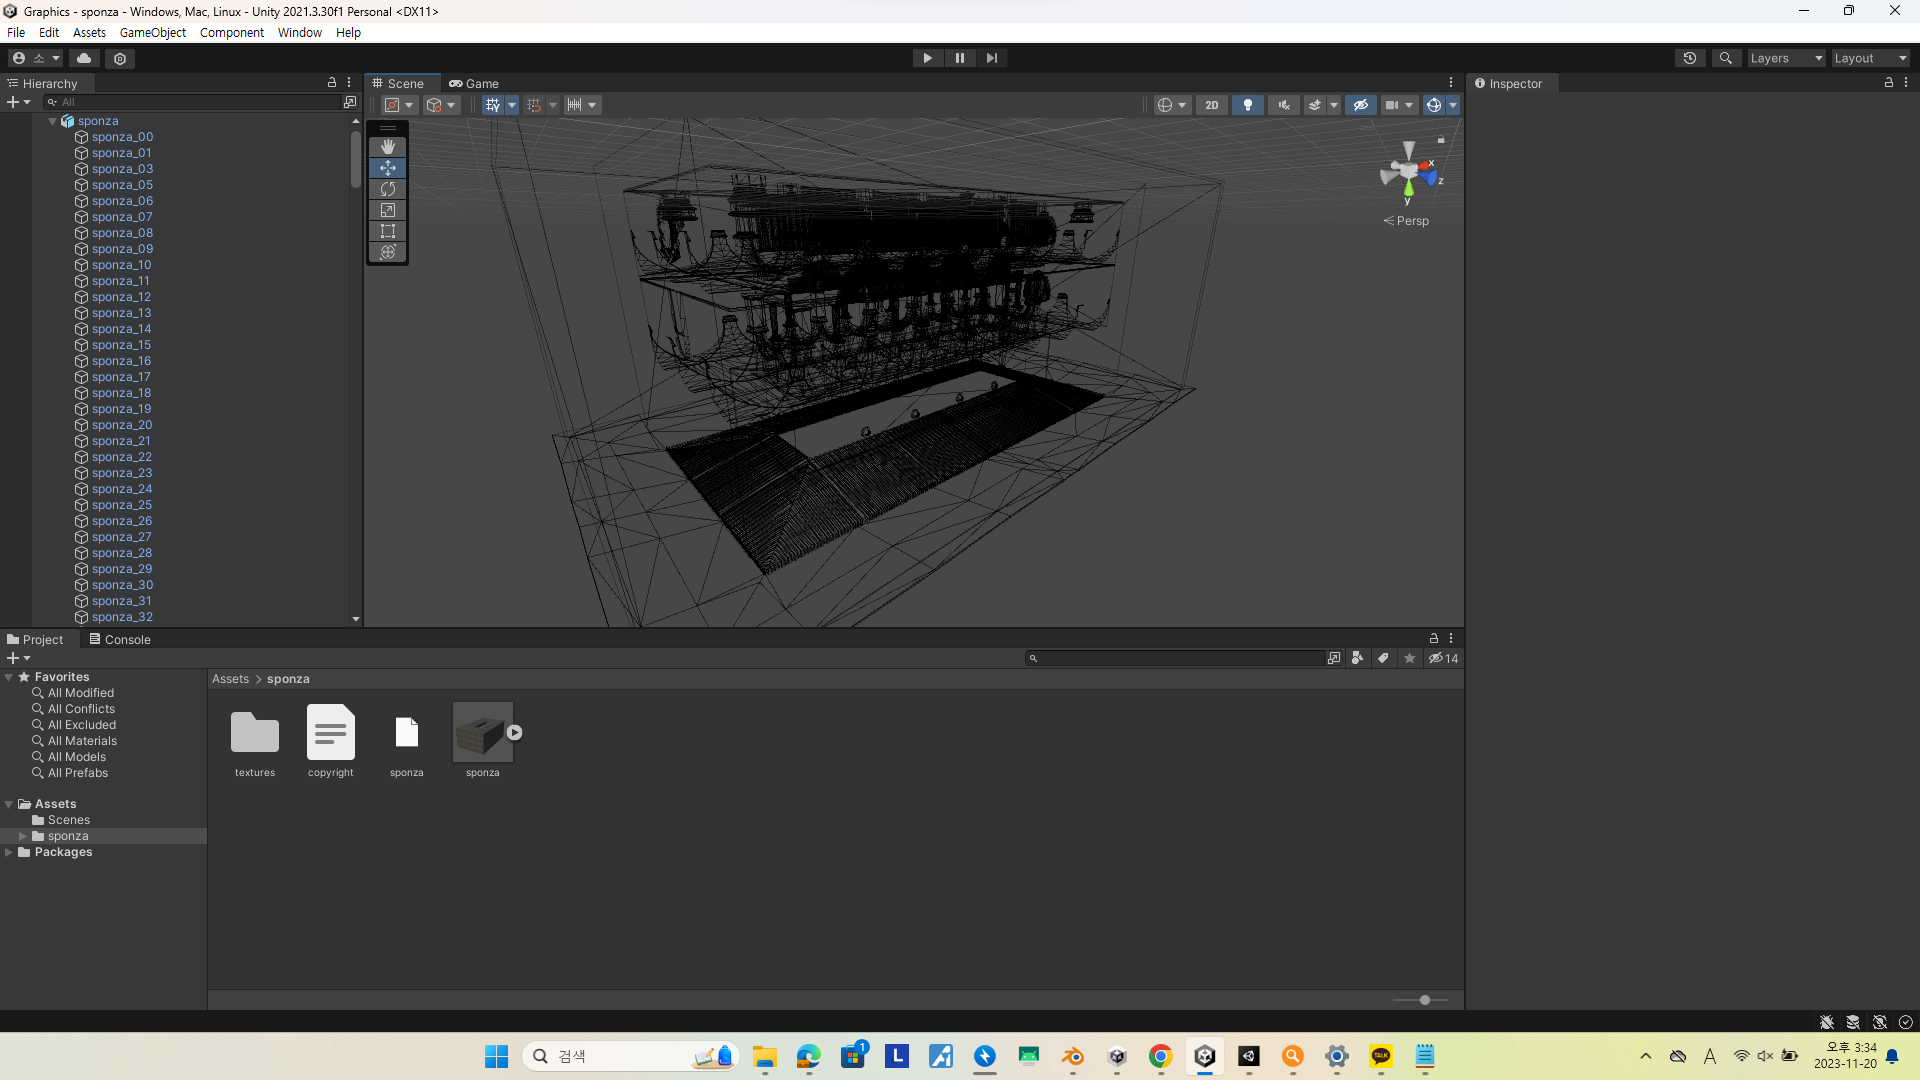 Graphics - sponza - Windows, Mac, Linux - Unity 2021.3.30f1 Personal <DX11>
File Edit Assets GameObject Component Window Help
소
Layers
Layout
Hierarchy
All
sponza
sponza_00
sponza_01
sponza_03
sponza_05
sponza_06
sponza_07
sponza_08
sponza_09
sponza_10
sponza_11
sponza_12
sponza_13
sponza_14
sponza_15
sponza_16
sponza_17
sponza_18
sponza_19
sponza_20
sponza_21
sponza_22
sponza_23
sponza_24
sponza_25
sponza_26
sponza_27
sponza_28
sponza_29
sponza_30
sponza_31
sponza_32
Scene
Game
2D
x
z
y
Persp
Inspector
Project
Console
14
Favorites
All Modified
All Conflicts
All Excluded
All Materials
All Models
All Prefabs
Assets
Scenes
sponza
Packages
Assets > sponza
textures
copyright
sponza
sponza
검색
1
L
TALK
A
오후 3:34
2023-11-20